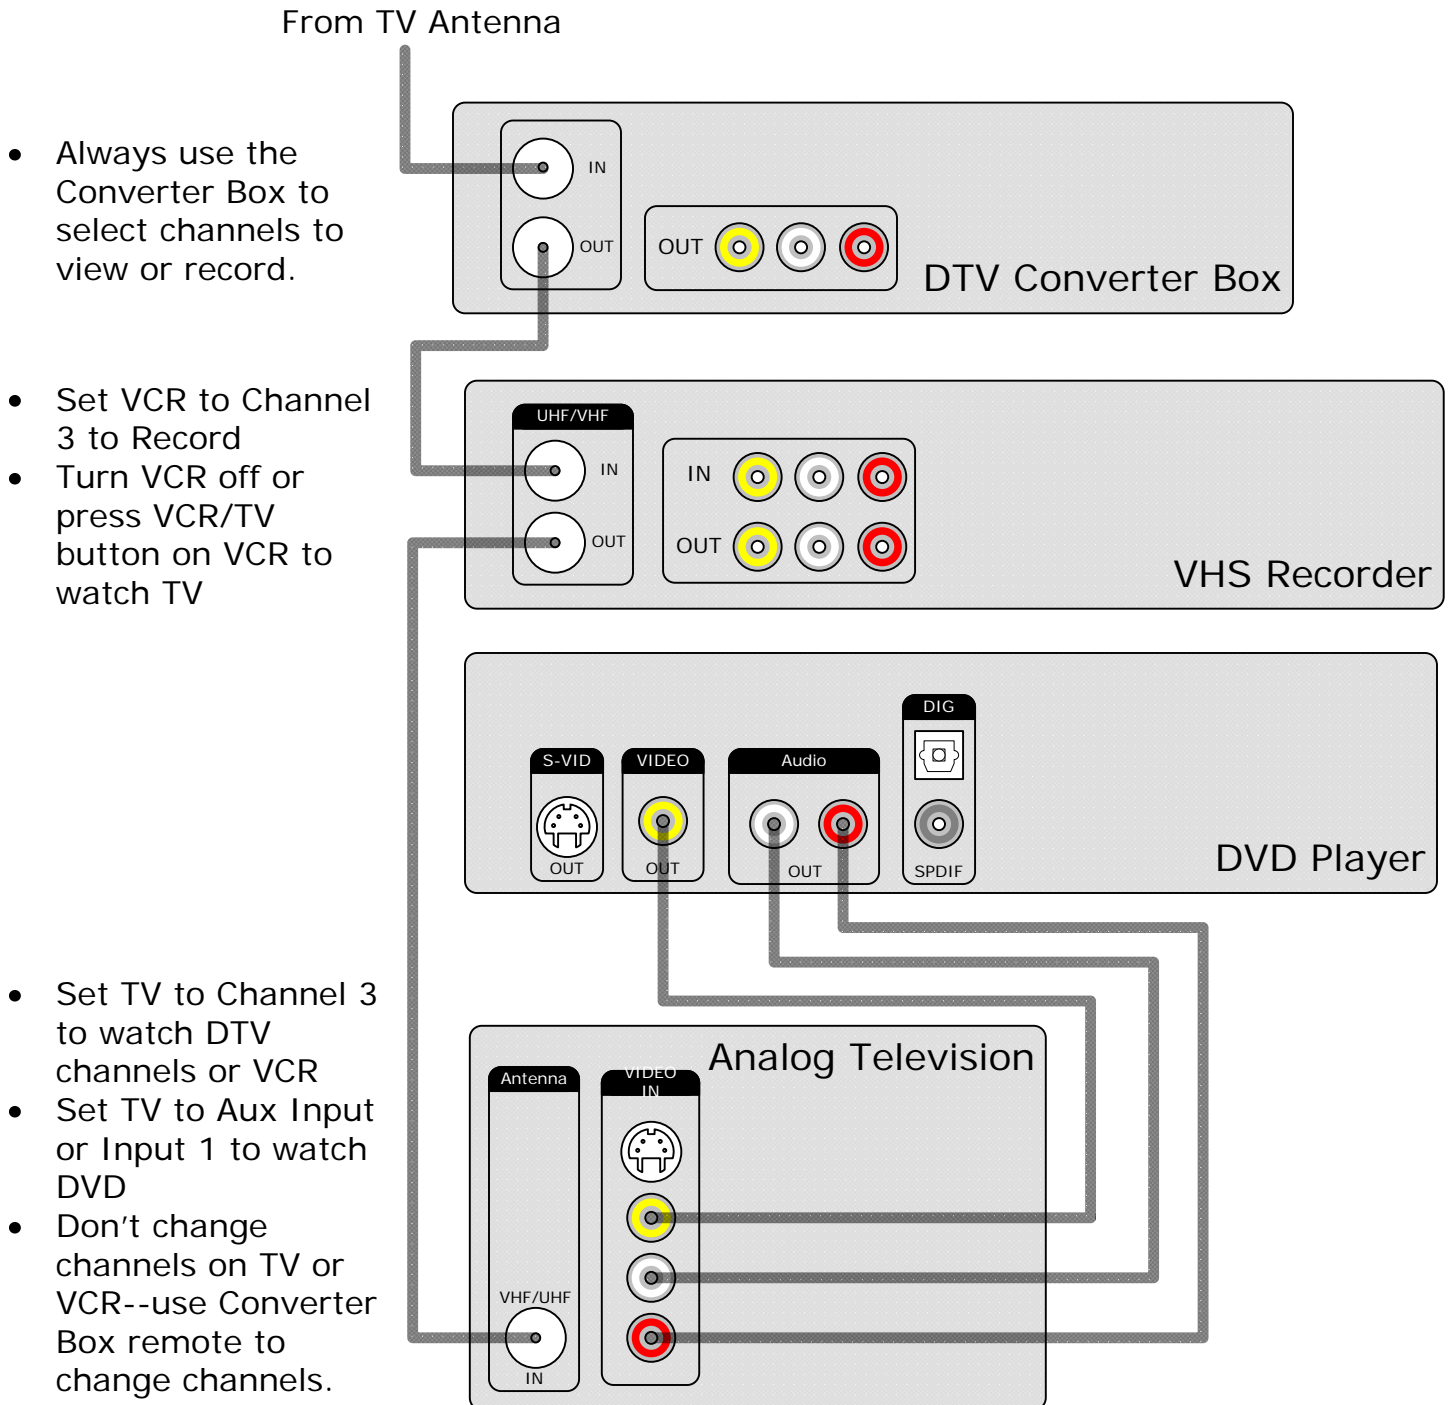 From TV Antenna
• Always use the
Converter Box to
select channels to
view or record.
IN
OUT
OUT
DTV Converter Box
• Set VCR to Channel
3 to Record
• Turn VCR off or
press VCR/TV
button on VCR to
watch TV
UHF/VHF
IN
OUT
IN
OUT
VHS Recorder
S-VID
OUT
VIDEO
OUT
Audio
OUT
DIG
SPDIF
DVD Player
• Set TV to Channel 3
to watch DTV
channels or VCR
• Set TV to Aux Input
or Input 1 to watch
DVD
• Don't change
channels on TV or
VCR--use Converter
Box remote to
change channels.
Analog Television
Antenna
VHF/UHF
IN
VIDEO
IN